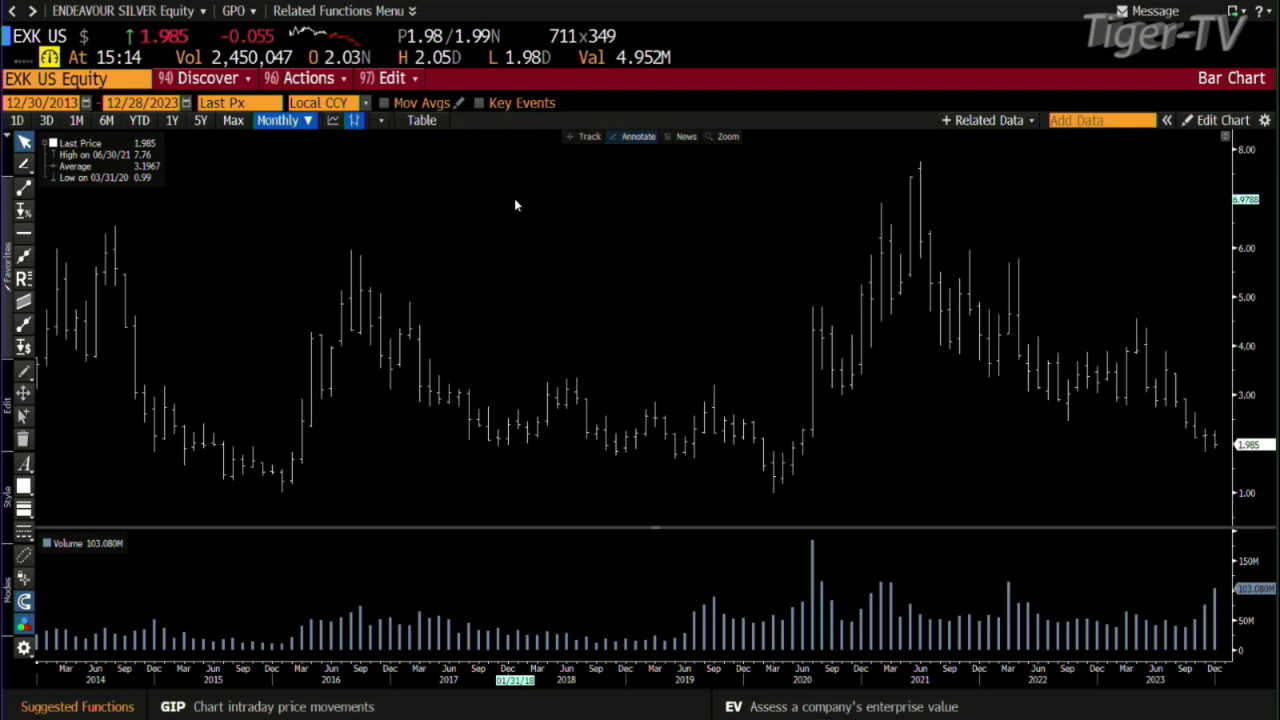 ENDEAVOUR SILVER Equity GPO Related Functions Menu Message ?
Tiger-TV
EXK US $ 1.985 -0.055 P1.98/1.99N 711x349
At 15:14 Vol 2,450,047 O 2.03N H 2.05D L 1.98D Val 4.952M
EXK US Equity 94) Discover 96) Actions 97) Edit Bar Chart
12/30/2013 - 12/28/2023 Last Px Local CCY Mov Avgs Key Events
1D 3D 1M 6M YTD 1Y 5Y Max Monthly ▼ Table + Related Data Add Data « Edit Chart
Track Annotate News Zoom
Last Price 1.985
High on 06/30/21 7.76
Average 3.1967
Low on 03/31/20 0.99
8.00
6.9788
6.00
5.00
4.00
3.00
1.985
1.00
Favorites
Edit
Style
Modes
Volume 103.080M
150M
103.080M
50M
0
Mar Jun Sep Dec Mar Jun Sep Dec Mar Jun Sep Dec Mar Jun Sep Dec Mar Jun Sep Dec Mar Jun Sep Dec Mar Jun Sep Dec Mar Jun Sep Dec Mar Jun Sep Dec Mar Jun Sep Dec
2014 2015 2016 2017 01/31/18 2018 2019 2020 2021 2022 2023
Suggested Functions GIP Chart intraday price movements EV Assess a company's enterprise value